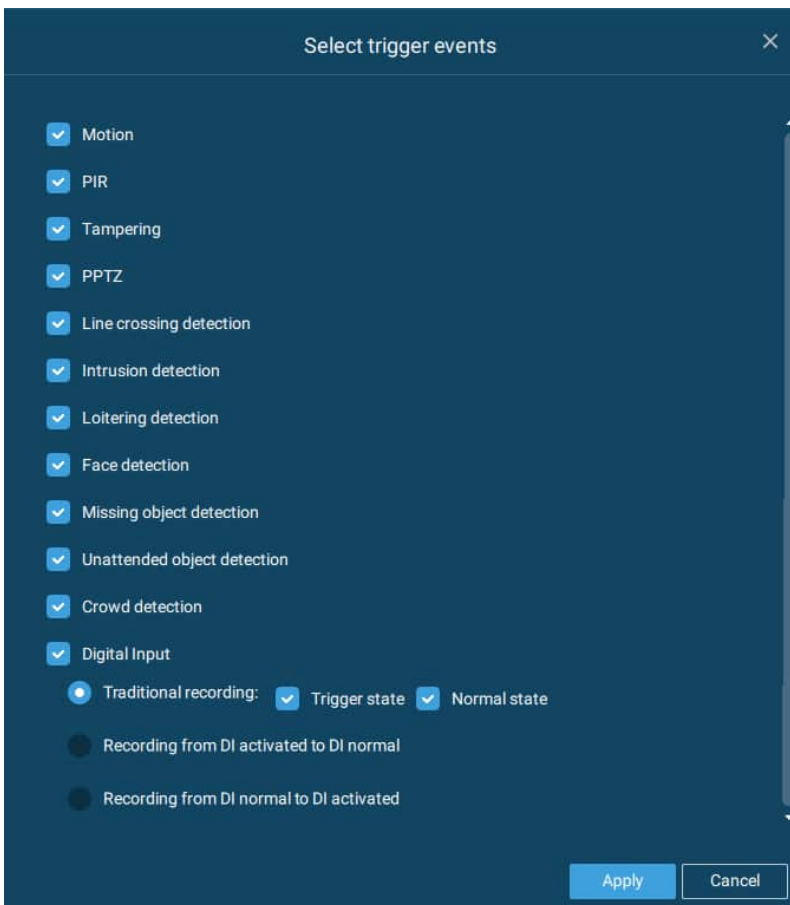 Select trigger events
Motion
PIR
Tampering
PPTZ
Line crossing detection
Intrusion detection
Loitering detection
Face detection
Missing object detection
Unattended object detection
Crowd detection
Digital Input
Traditional recording: Trigger state Normal state
Recording from DI activated to DI normal
Recording from DI normal to DI activated
Apply Cancel